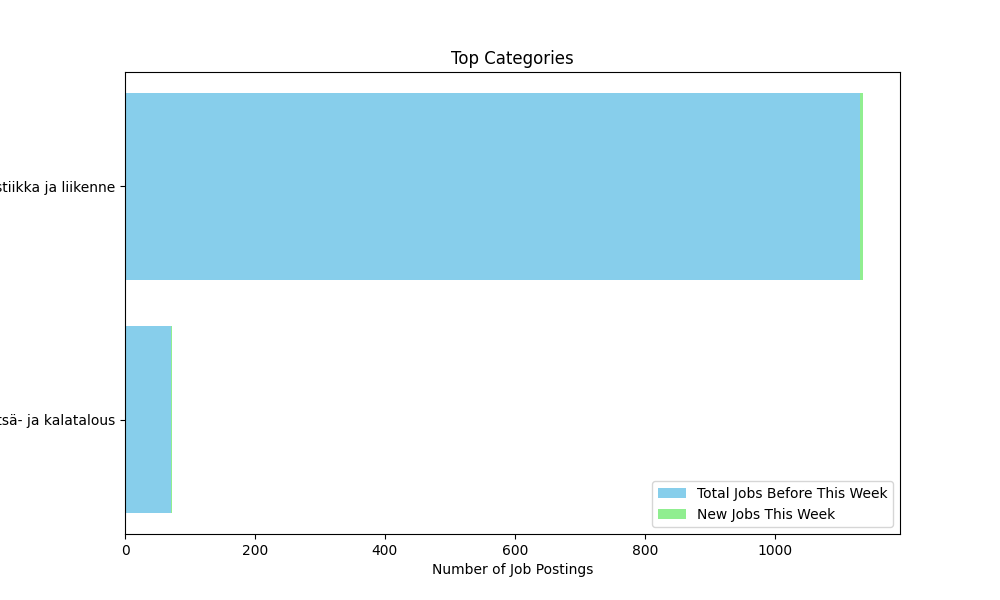 Top Categories
stiikka ja liikenne
tsä- ja kalatalous
Total Jobs Before This Week
New Jobs This Week
0 200 400 600 800 1000
Number of Job Postings